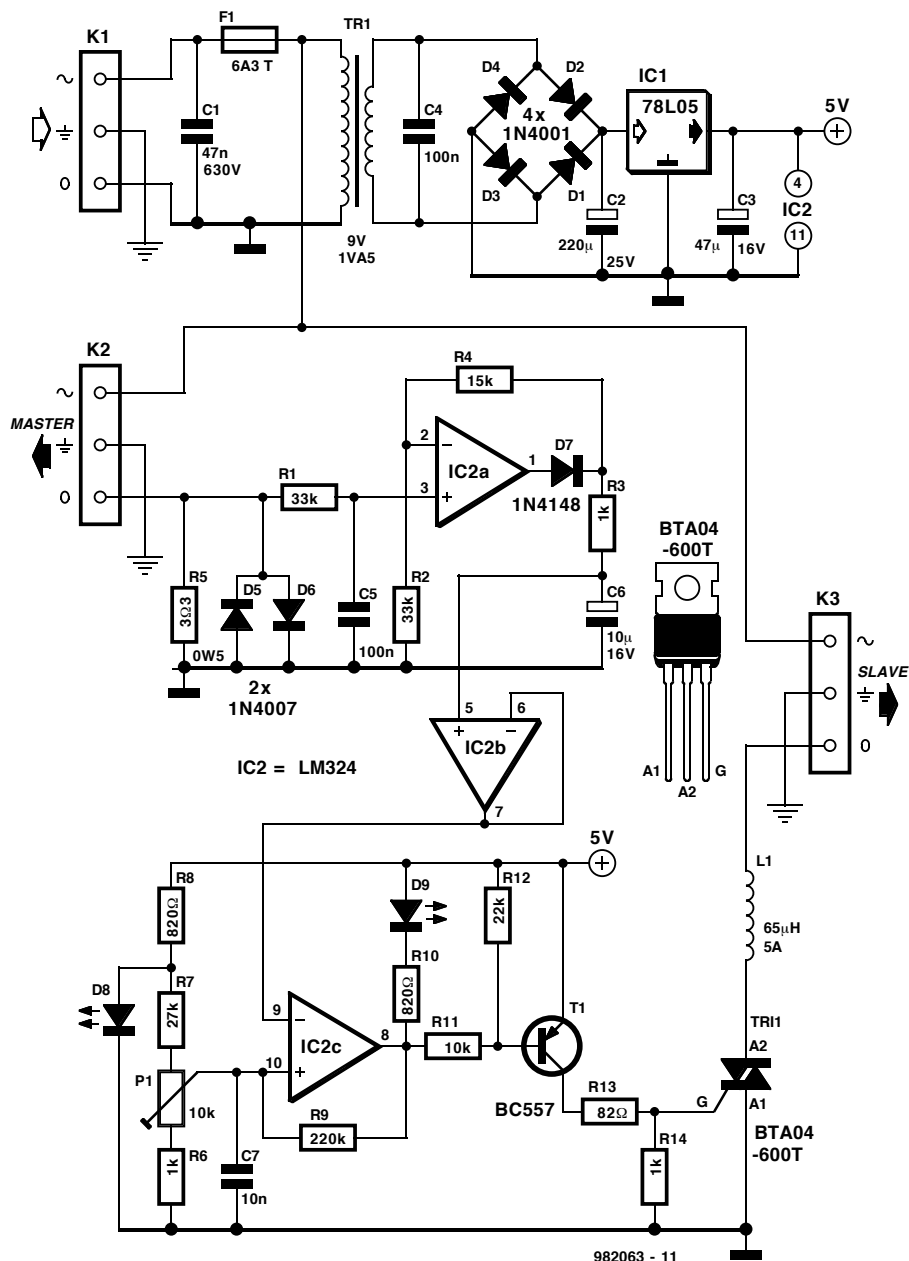 F1
TR1
K1
6A3 T
C1
47n
630V
0
9V
1VA5
C4
100n
D4
D2
4x
1N4001
D3
D1
IC1
78L05
5V
C2
220µ
25V
C3
47µ
16V
4
IC2
11
K2
MASTER
0
R4
15k
2
IC2a
3
1
D7
1N4148
R1
33k
R3
1k
BTA04
-600T
R5
3Ω3
0W5
D5
D6
2x
1N4007
C5
100n
R2
33k
C6
10µ
16V
K3
SLAVE
0
A1
A2
G
5
6
IC2b
7
IC2 = LM324
5V
R8
820Ω
D8
R7
27k
P1
10k
R6
1k
C7
10n
9
10
IC2c
8
R9
220k
D9
R10
820Ω
R11
10k
R12
22k
T1
BC557
R13
82Ω
R14
1k
L1
65µH
5A
TRI1
A2
G
A1
BTA04
-600T
982063 - 11